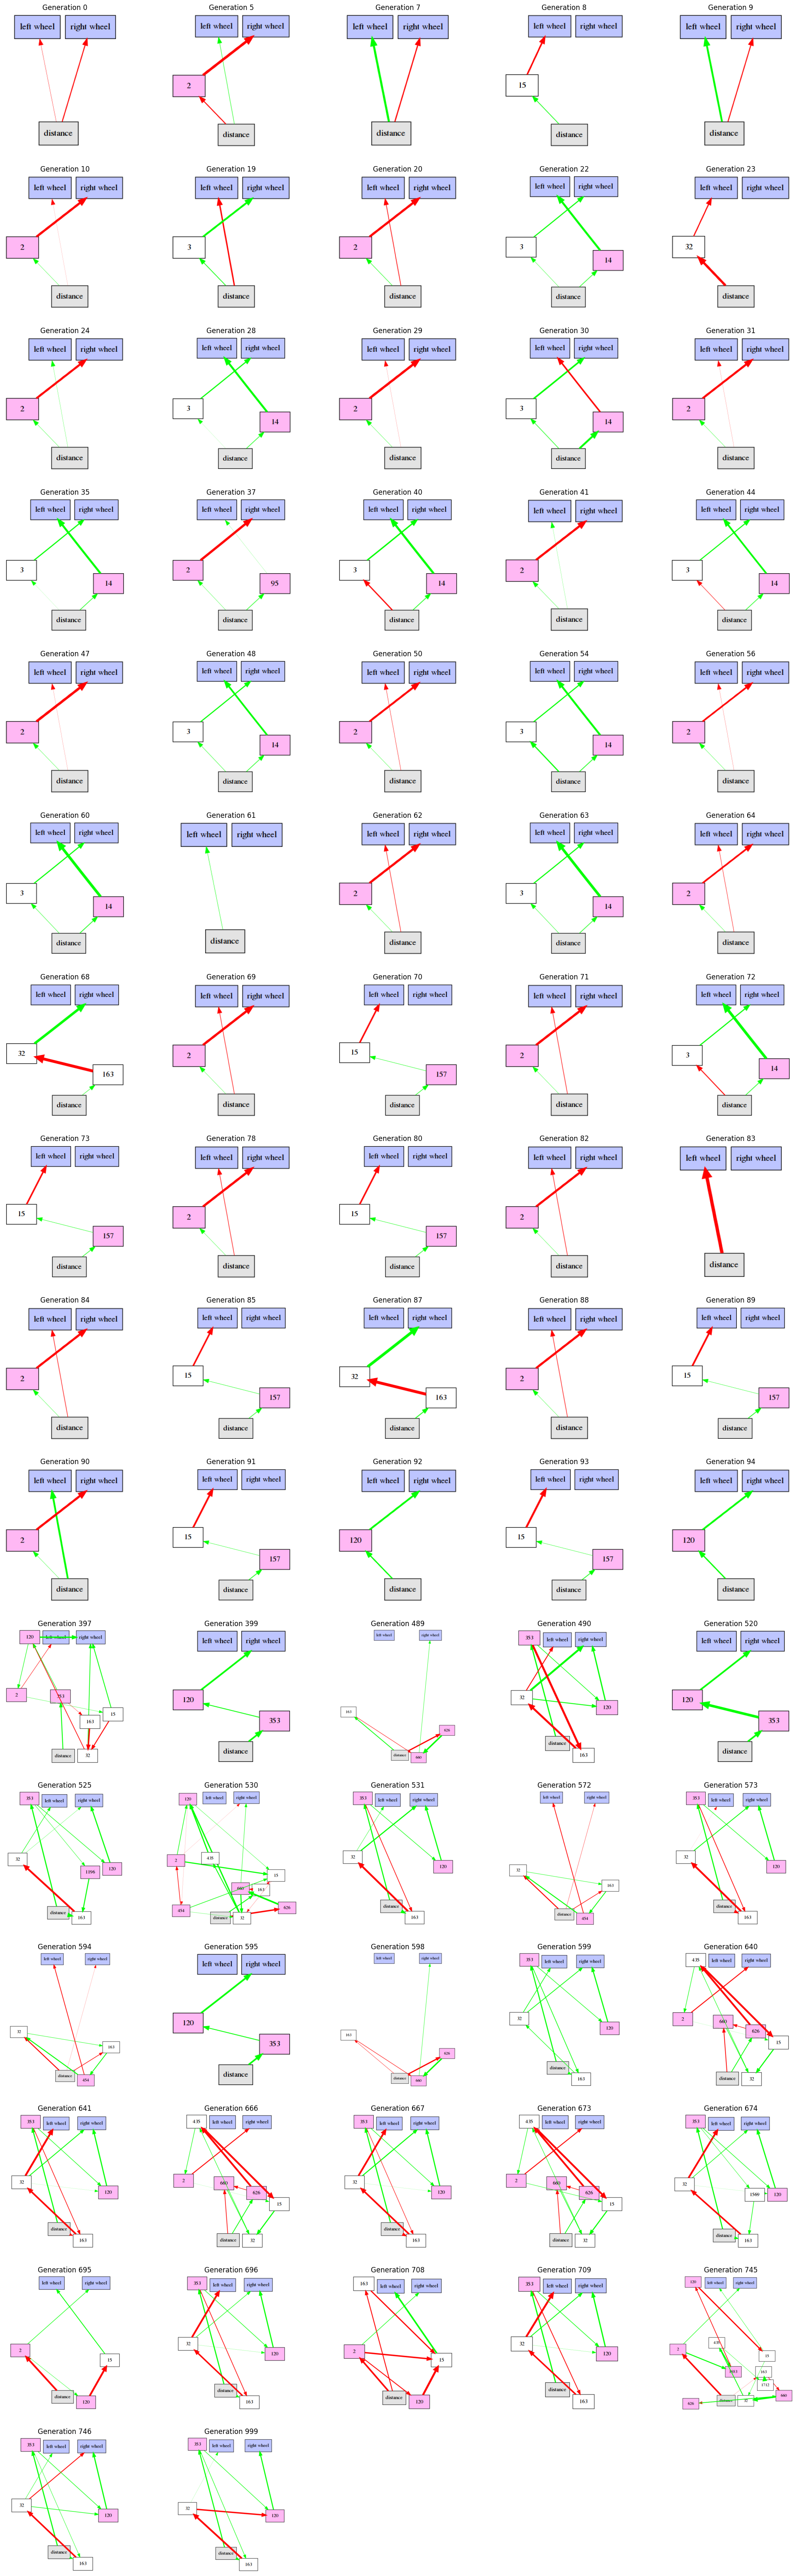 Generation 0
left wheel right wheel
distance
Generation 5
left wheel right wheel
2
distance
Generation 7
left wheel right wheel
distance
Generation 8
left wheel right wheel
15
distance
Generation 9
left wheel right wheel
distance
Generation 10
left wheel right wheel
2
distance
Generation 19
left wheel right wheel
3
distance
Generation 20
left wheel right wheel
2
distance
Generation 22
left wheel right wheel
3
14
distance
Generation 23
left wheel right wheel
32
distance
Generation 24
left wheel right wheel
2
distance
Generation 28
left wheel right wheel
3
14
distance
Generation 29
left wheel right wheel
2
distance
Generation 30
left wheel right wheel
3
14
distance
Generation 31
left wheel right wheel
2
distance
Generation 35
left wheel right wheel
3
14
distance
Generation 37
left wheel right wheel
2
95
distance
Generation 40
left wheel right wheel
3
14
distance
Generation 41
left wheel right wheel
2
distance
Generation 44
left wheel right wheel
3
14
distance
Generation 47
left wheel right wheel
2
distance
Generation 48
left wheel right wheel
3
14
distance
Generation 50
left wheel right wheel
2
distance
Generation 54
left wheel right wheel
3
14
distance
Generation 56
left wheel right wheel
2
distance
Generation 60
left wheel right wheel
3
14
distance
Generation 61
left wheel right wheel
distance
Generation 62
left wheel right wheel
2
distance
Generation 63
left wheel right wheel
3
14
distance
Generation 64
left wheel right wheel
2
distance
Generation 68
left wheel right wheel
32
163
distance
Generation 69
left wheel right wheel
2
distance
Generation 70
left wheel right wheel
15
157
distance
Generation 71
left wheel right wheel
2
distance
Generation 72
left wheel right wheel
3
14
distance
Generation 73
left wheel right wheel
15
157
distance
Generation 78
left wheel right wheel
2
distance
Generation 80
left wheel right wheel
15
157
distance
Generation 82
left wheel right wheel
2
distance
Generation 83
left wheel right wheel
distance
Generation 84
left wheel right wheel
2
distance
Generation 85
left wheel right wheel
15
157
distance
Generation 87
left wheel right wheel
32
163
distance
Generation 88
left wheel right wheel
2
distance
Generation 89
left wheel right wheel
15
157
distance
Generation 90
left wheel right wheel
2
distance
Generation 91
left wheel right wheel
15
157
distance
Generation 92
left wheel right wheel
120
distance
Generation 93
left wheel right wheel
15
157
distance
Generation 94
left wheel right wheel
120
distance
Generation 397
120 left wheel right wheel
2
353
15
163
distance
32
Generation 399
left wheel right wheel
120
353
distance
Generation 489
left wheel right wheel
163
626
distance
660
Generation 490
353 left wheel right wheel
32
120
distance
163
Generation 520
left wheel right wheel
120
353
distance
Generation 525
353 left wheel right wheel
32
120
distance
163
Generation 530
120 left wheel right wheel
2
435
15
660
163
454
626
distance
32
Generation 531
353 left wheel right wheel
32
120
distance
163
Generation 572
left wheel right wheel
32
163
distance
454
Generation 573
353 left wheel right wheel
32
120
distance
163
Generation 594
left wheel right wheel
32
163
distance
454
Generation 595
left wheel right wheel
120
353
distance
Generation 598
left wheel right wheel
163
626
distance
660
Generation 599
353 left wheel right wheel
32
120
distance
163
Generation 640
435 left wheel right wheel
2
660
626
15
distance
32
Generation 641
353 left wheel right wheel
32
120
distance
163
Generation 666
435 left wheel right wheel
2
660
626
15
distance
32
Generation 667
353 left wheel right wheel
32
120
distance
163
Generation 673
435 left wheel right wheel
2
660
626
15
distance
32
Generation 674
353 left wheel right wheel
32
120
distance
163
Generation 695
left wheel right wheel
2
15
distance
120
Generation 696
353 left wheel right wheel
32
120
distance
163
Generation 708
163 left wheel right wheel
2
15
distance
120
Generation 709
353 left wheel right wheel
32
120
distance
163
Generation 745
120 left wheel right wheel
2
435
15
163
660
distance
32
626
Generation 746
353 left wheel right wheel
32
120
distance
163
Generation 999
353 left wheel right wheel
32
120
distance
163